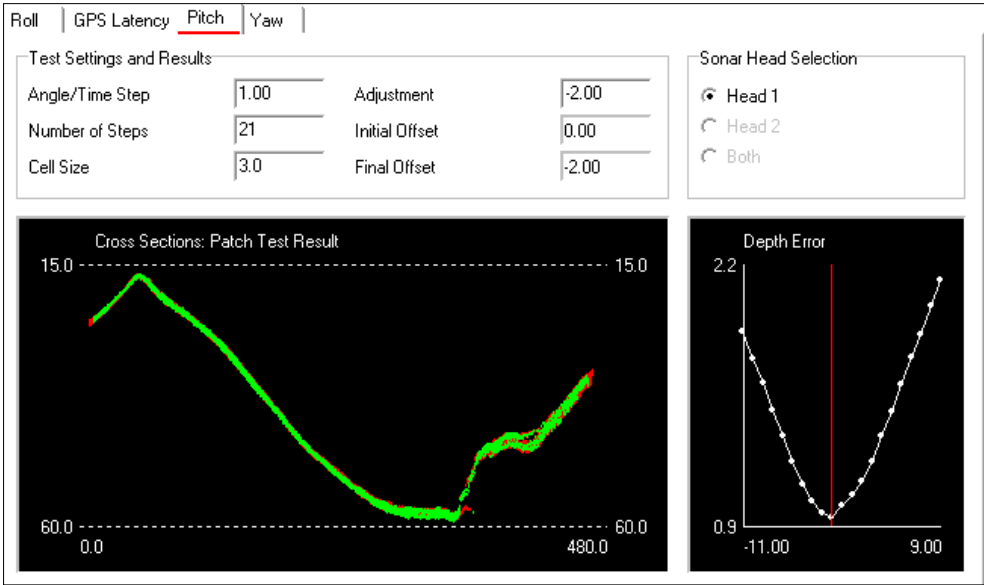 Roll GPS Latency Pitch Yaw
Test Settings and Results
Angle/Time Step 1.00 Adjustment -2.00
Number of Steps 21 Initial Offset 0.00
Cell Size 3.0 Final Offset -2.00
Sonar Head Selection
Head 1
Head 2
Both
Cross Sections: Patch Test Result
15.0 15.0
60.0 60.0
0.0 480.0
Depth Error
2.2
0.9
-11.00 9.00